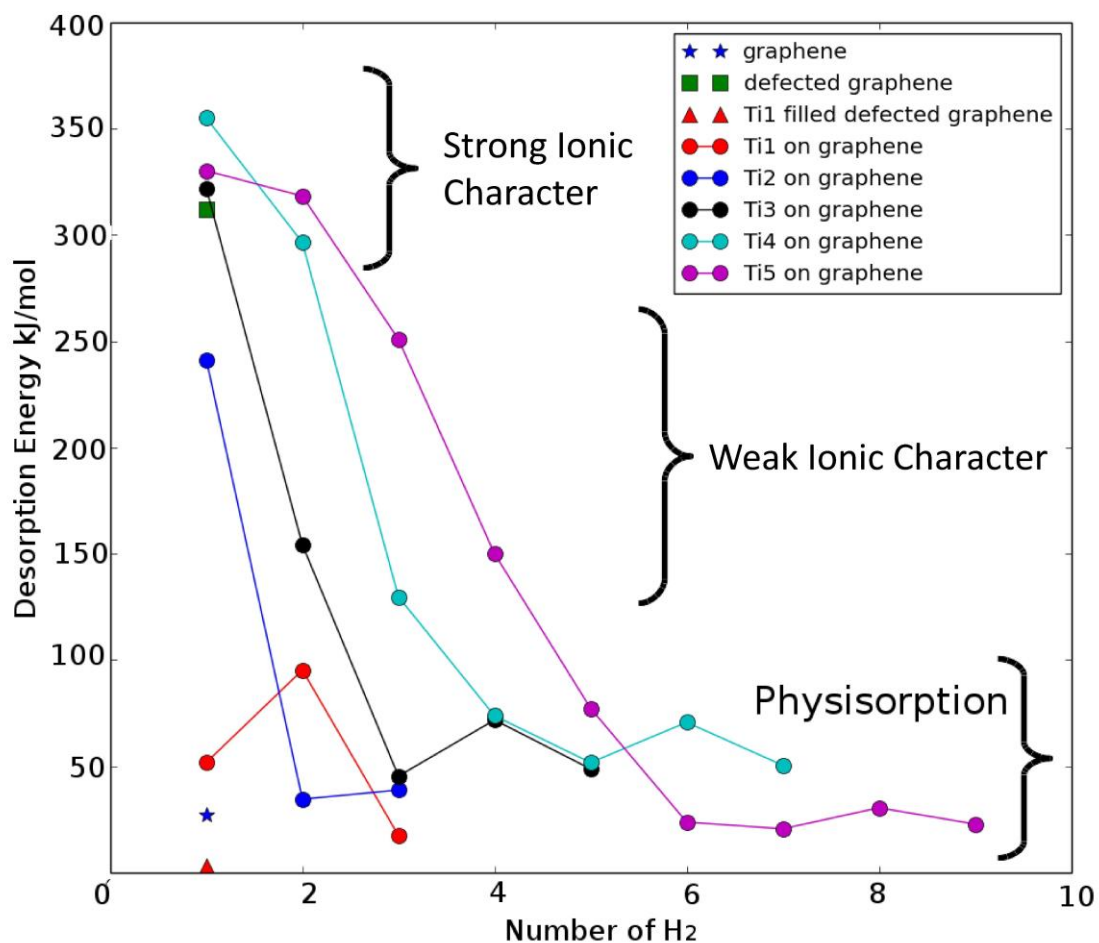 400
350
300
250
200
150
100
50
0
2
4
6
8
10
Desorption Energy kJ/mol
Number of H2
graphene
defected graphene
Ti1 filled defected graphene
Ti1 on graphene
Ti2 on graphene
Ti3 on graphene
Ti4 on graphene
Ti5 on graphene
Strong Ionic
Character
Weak Ionic Character
Physisorption